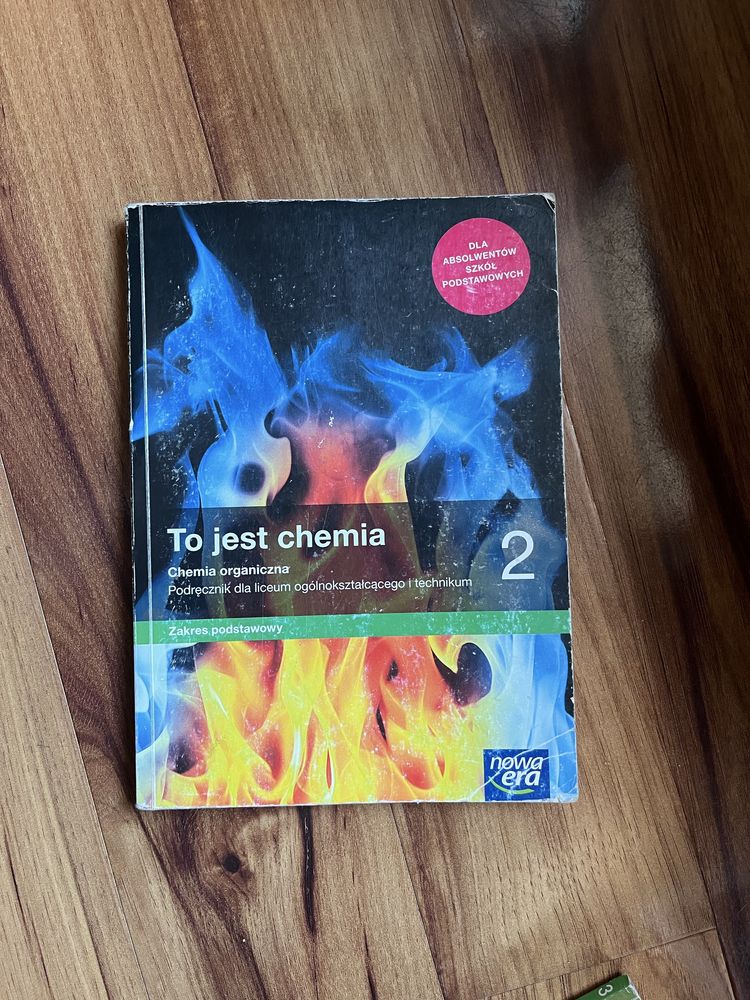 DLA
ABSOLWENTÓW
SZKÓŁ
PODSTAWOWYCH
To jest chemia
2
Chemia organiczna
Podręcznik dla liceum ogólnokształcącego i technikum
Zakres podstawowy
nowa
era
3